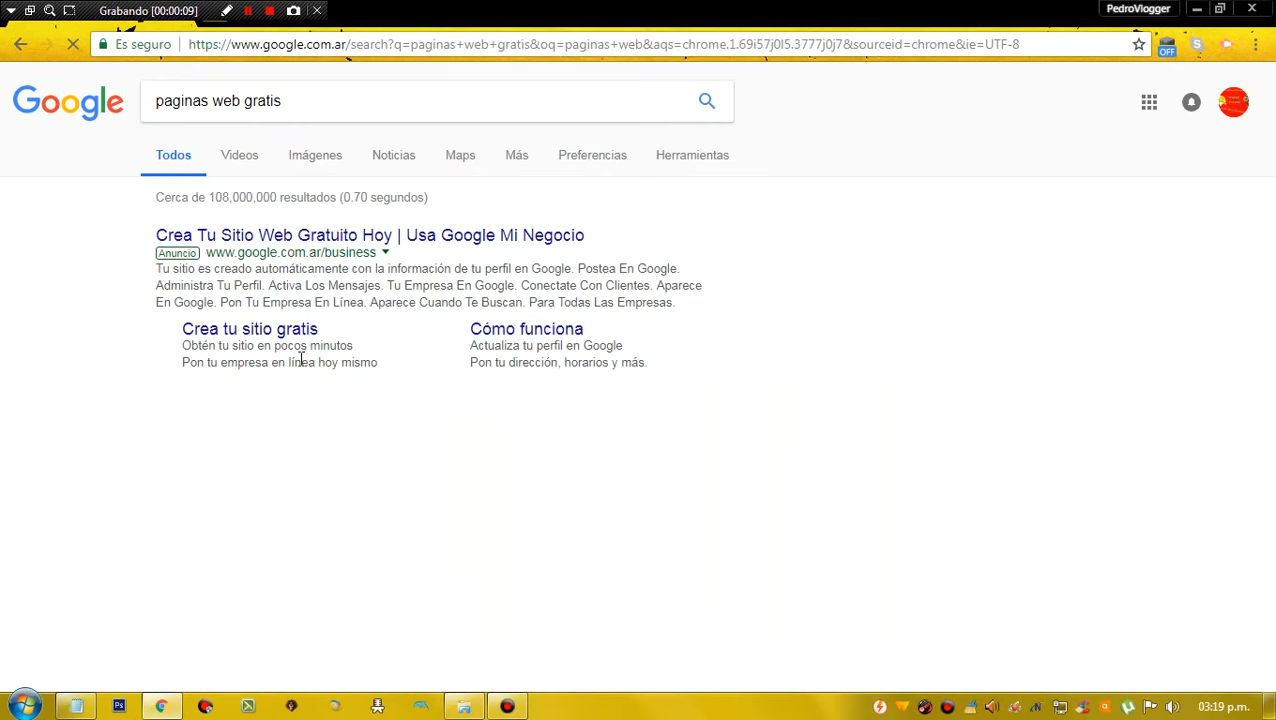 Grabando [00:00:09]
PedroVlogger
Es seguro
https://www.google.com.ar/search?q=paginas+web+gratis&oq=paginas+web&aqs=chrome.1.69i57j0l5.3777j0j7&sourceid=chrome&ie=UTF-8
OFF
Google
paginas web gratis
Todos
Videos
Imágenes
Noticias
Maps
Más
Preferencias
Herramientas
Cerca de 108,000,000 resultados (0.70 segundos)
Crea Tu Sitio Web Gratuito Hoy | Usa Google Mi Negocio
Anuncio www.google.com.ar/business
Tu sitio es creado automáticamente con la información de tu perfil en Google. Postea En Google.
Administra Tu Perfil. Activa Los Mensajes. Tu Empresa En Google. Conectate Con Clientes. Aparece
En Google. Pon Tu Empresa En Línea. Aparece Cuando Te Buscan. Para Todas Las Empresas.
Crea tu sitio gratis
Obtén tu sitio en pocos minutos
Pon tu empresa en línea hoy mismo
Cómo funciona
Actualiza tu perfil en Google
Pon tu dirección, horarios y más.
Ps
03:19 p.m.